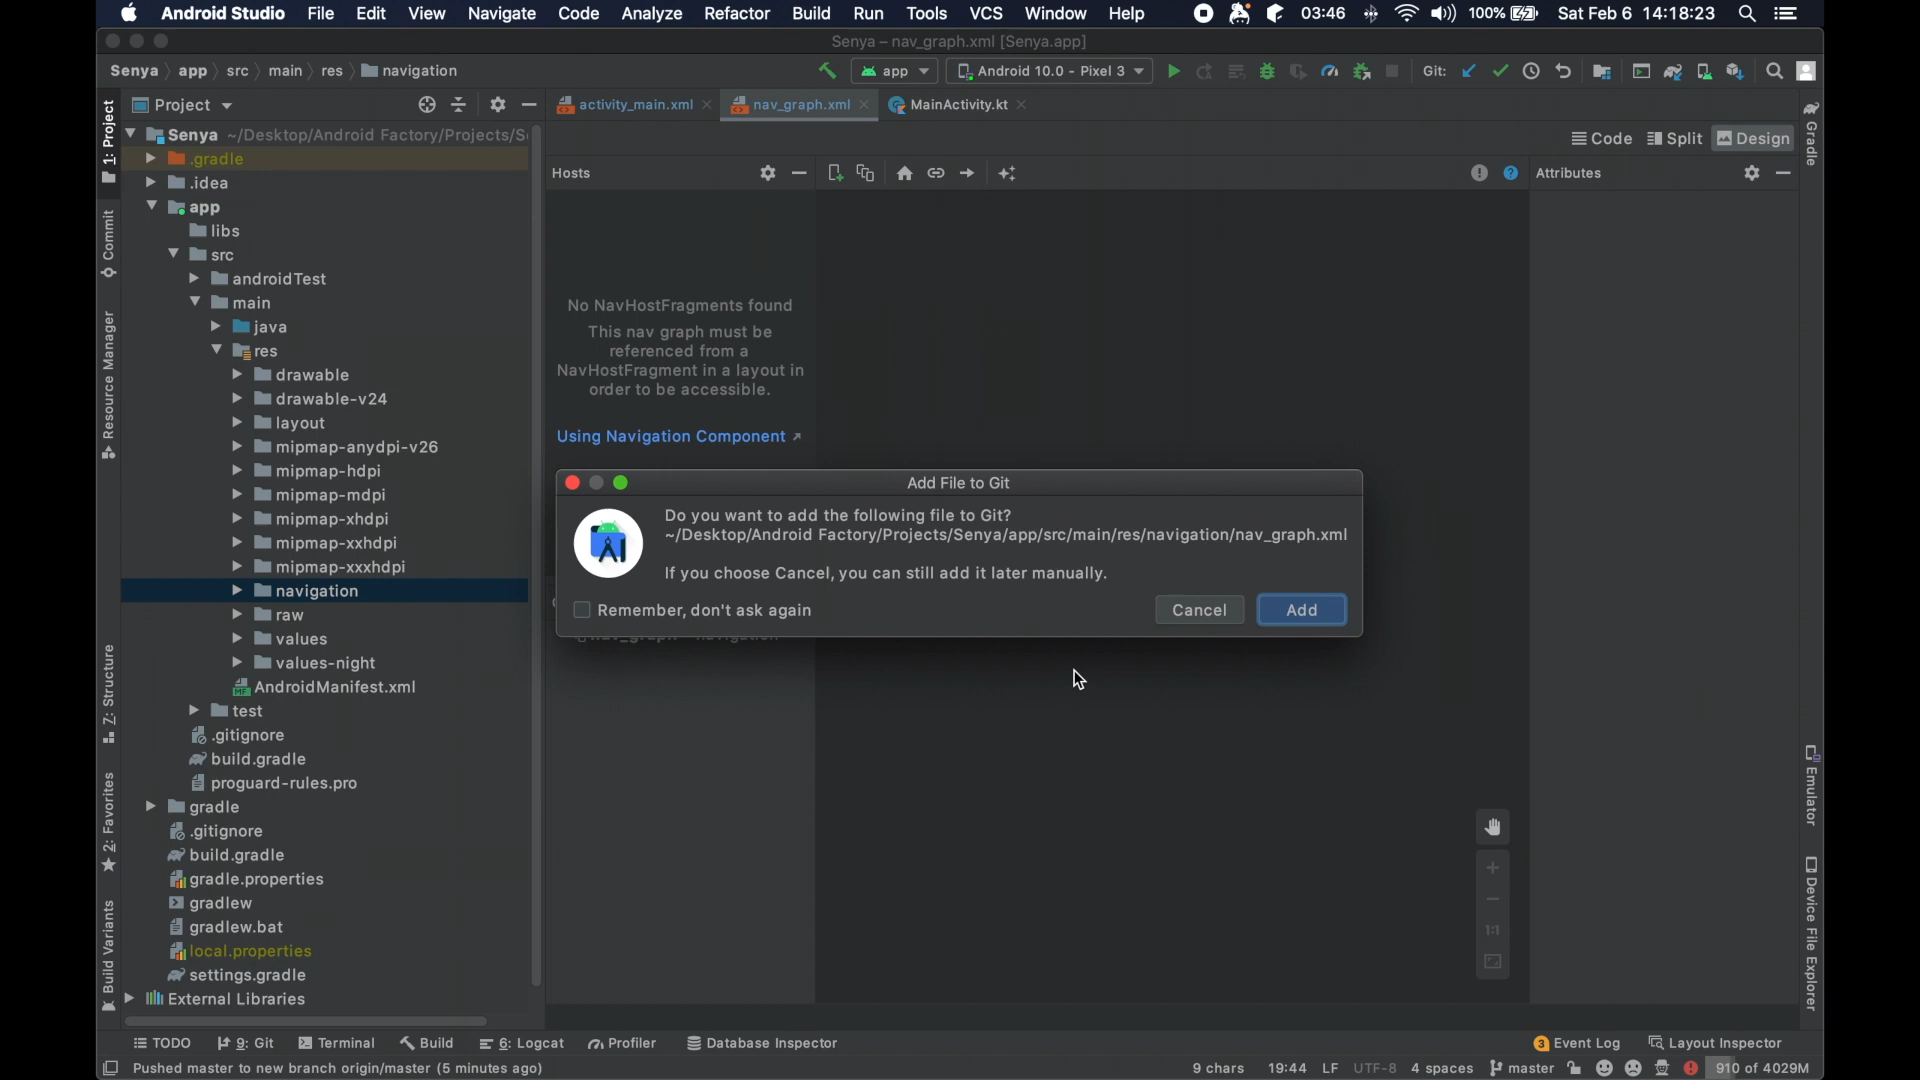 Android Studio File Edit View Navigate Code Analyze Refactor Build Run Tools VCS Window Help 03:46 100% Sat Feb 6 14:18:23
Senya – nav_graph.xml [Senya.app]
Senya app src main res navigation
app Android 10.0 - Pixel 3 Git:
1: Project
Commit
Resource Manager
Z: Structure
2: Favorites
Build Variants
Project
Senya ~/Desktop/Android Factory/Projects/S
.gradle
.idea
app
libs
src
androidTest
main
java
res
drawable
drawable-v24
layout
mipmap-anydpi-v26
mipmap-hdpi
mipmap-mdpi
mipmap-xhdpi
mipmap-xxhdpi
mipmap-xxxhdpi
navigation
raw
values
values-night
AndroidManifest.xml
test
.gitignore
build.gradle
proguard-rules.pro
gradle
.gitignore
build.gradle
gradle.properties
gradlew
gradlew.bat
local.properties
settings.gradle
External Libraries
activity_main.xml nav_graph.xml MainActivity.kt
Code Split Design
Hosts
Attributes
No NavHostFragments found
This nav graph must be
referenced from a
NavHostFragment in a layout in
order to be accessible.
Using Navigation Component
Add File to Git
Do you want to add the following file to Git?
~/Desktop/Android Factory/Projects/Senya/app/src/main/res/navigation/nav_graph.xml
If you choose Cancel, you can still add it later manually.
Remember, don't ask again
Cancel Add
1:1
Gradle
Emulator
Device File Explorer
TODO 9: Git Terminal Build 6: Logcat Profiler Database Inspector 3 Event Log Layout Inspector
Pushed master to new branch origin/master (5 minutes ago) 9 chars 19:44 LF UTF-8 4 spaces master 910 of 4029M